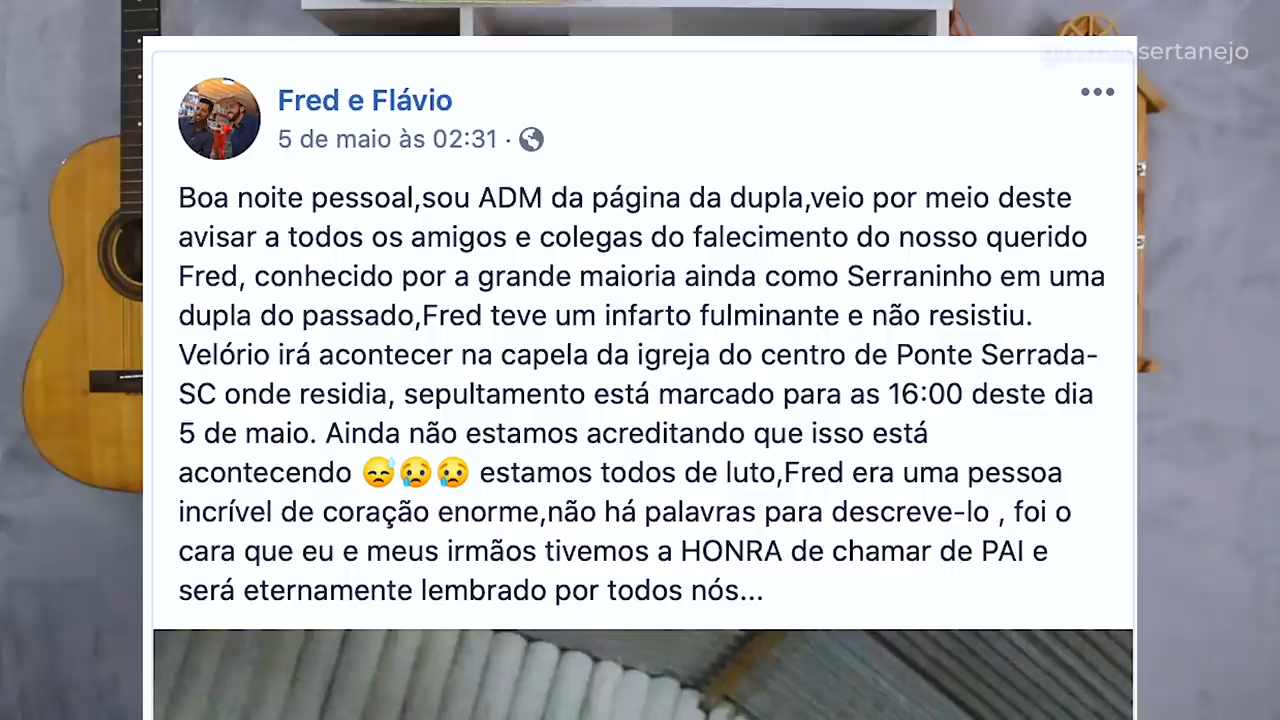 sertanejo
Fred e Flávio
5 de maio às 02:31 ·
Boa noite pessoal,sou ADM da página da dupla,veio por meio deste
avisar a todos os amigos e colegas do falecimento do nosso querido
Fred, conhecido por a grande maioria ainda como Serraninho em uma
dupla do passado,Fred teve um infarto fulminante e não resistiu.
Velório irá acontecer na capela da igreja do centro de Ponte Serrada-
SC onde residia, sepultamento está marcado para as 16:00 deste dia
5 de maio. Ainda não estamos acreditando que isso está
acontecendo 😓😢😢 estamos todos de luto,Fred era uma pessoa
incrível de coração enorme,não há palavras para descreve-lo , foi o
cara que eu e meus irmãos tivemos a HONRA de chamar de PAI e
será eternamente lembrado por todos nós...